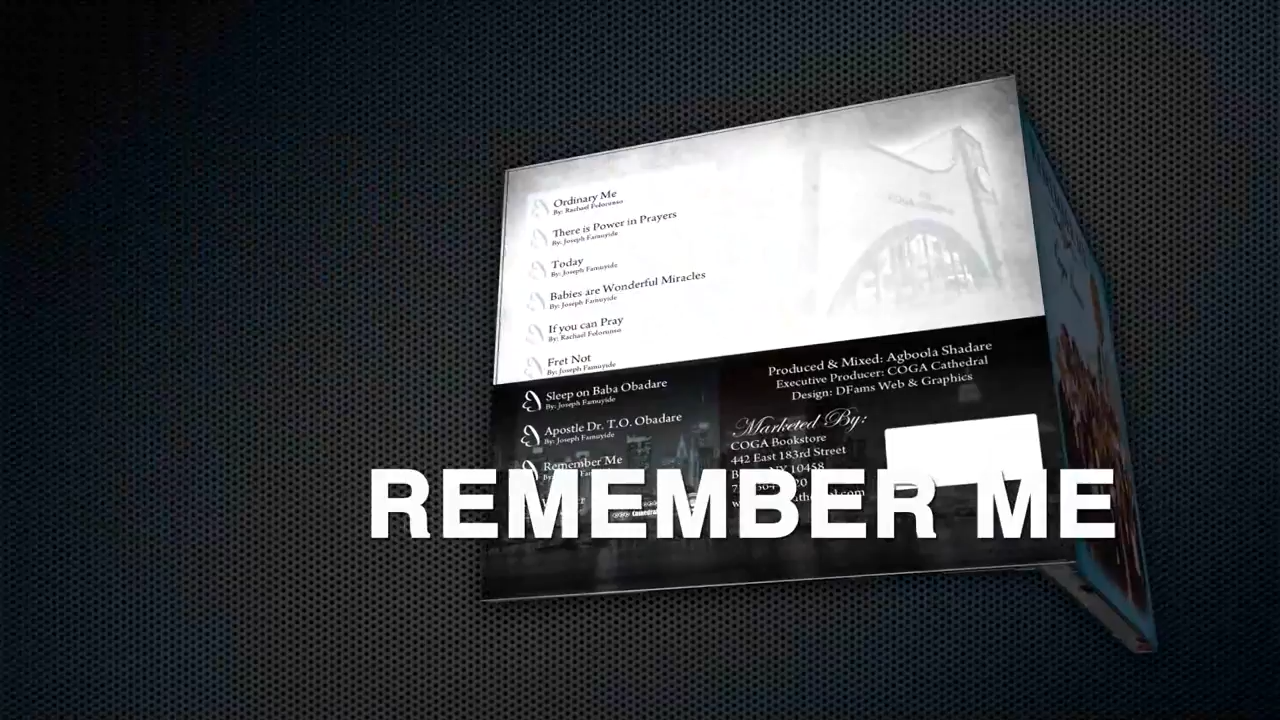 Ordinary Me
By: Rachael Folorunso
There is Power in Prayers
By: Joseph Famuyide
Today
By: Joseph Famuyide
Babies are Wonderful Miracles
By: Joseph Famuyide
If you can Pray
By: Rachael Folorunso
Fret Not
By: Joseph Famuyide
Sleep on Baba Obadare
By: Joseph Famuyide
Apostle Dr. T.O. Obadare
By: Joseph Famuyide
Remember Me
Produced & Mixed: Agboola Shadare
Executive Producer: COGA Cathedral
Design: DFams Web & Graphics
Marketed By:
COGA Bookstore
442 East 183rd Street
NY 10458
REMEMBER ME